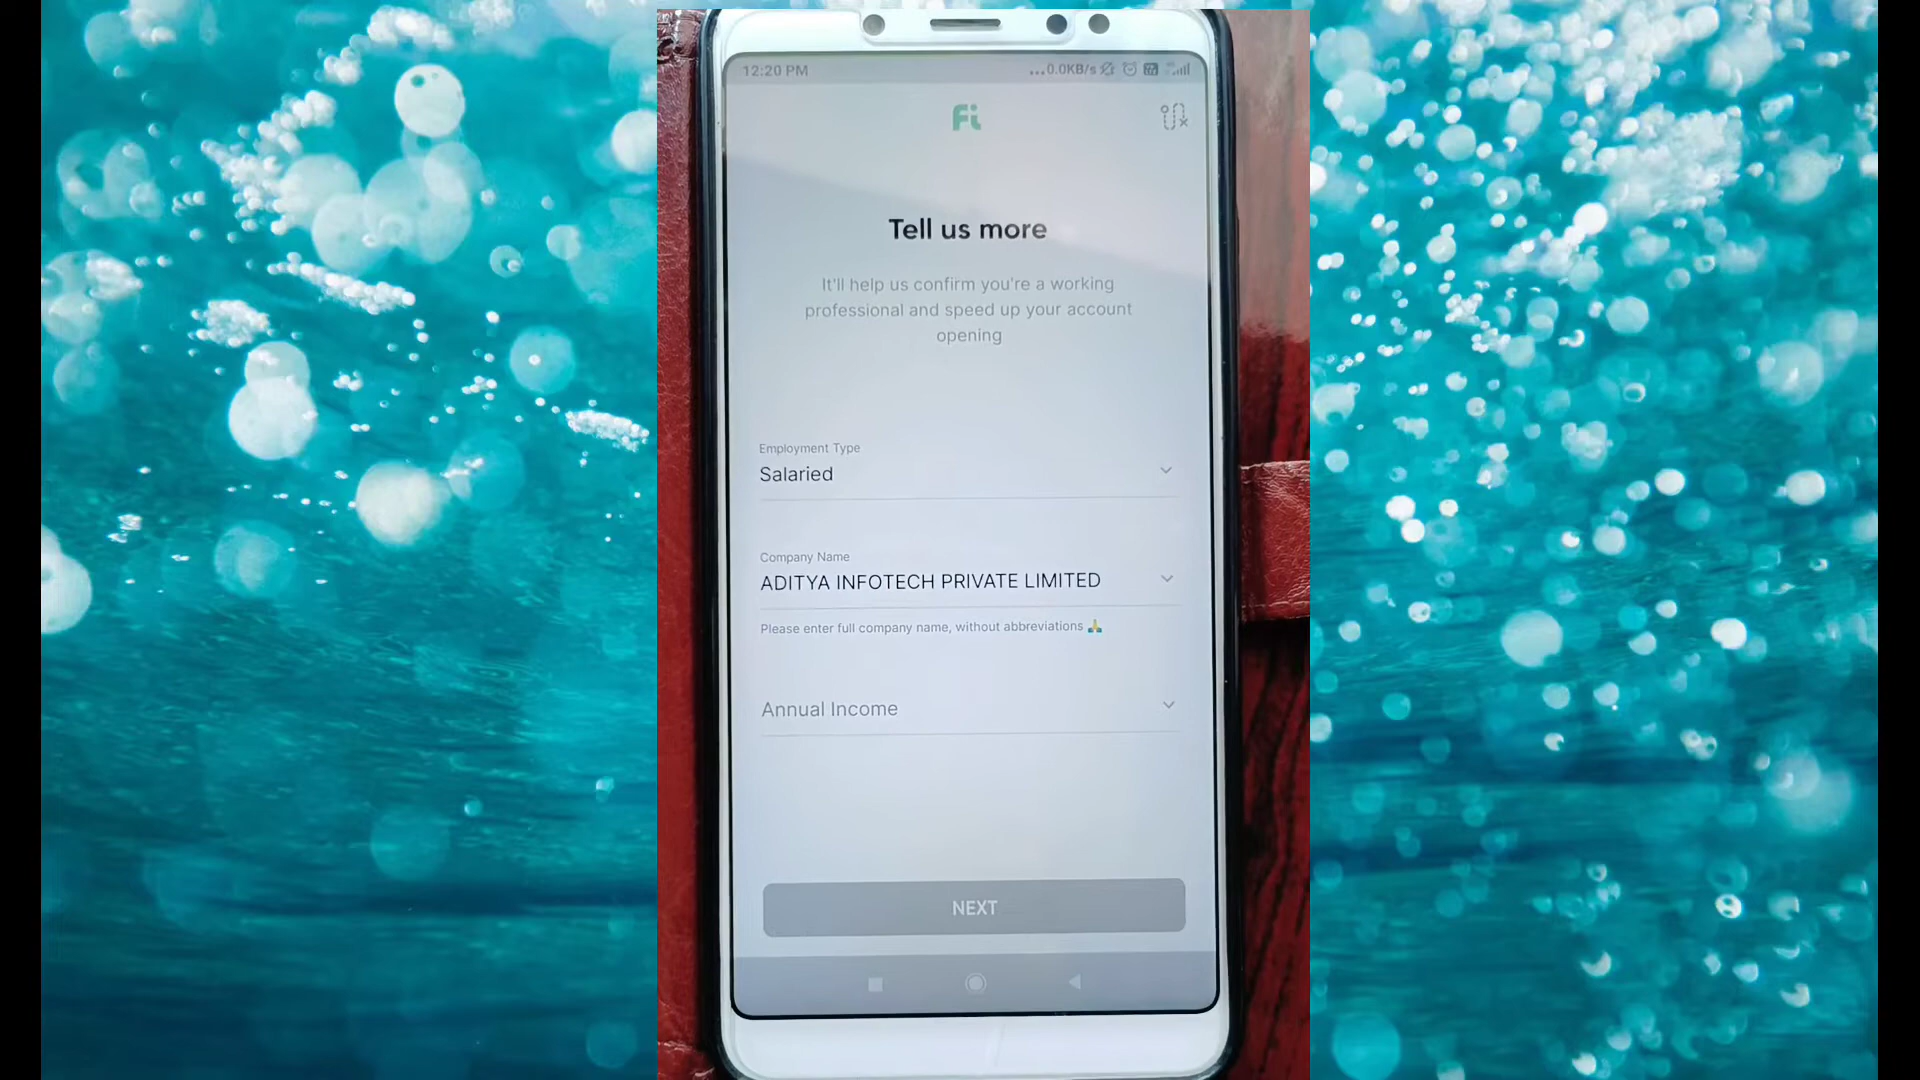 12:20 PM ...0.0KB/s
Fi
Tell us more
It'll help us confirm you're a working
professional and speed up your account
opening
Employment Type
Salaried
Company Name
ADITYA INFOTECH PRIVATE LIMITED
Please enter full company name, without abbreviations 🙏
Annual Income
NEXT